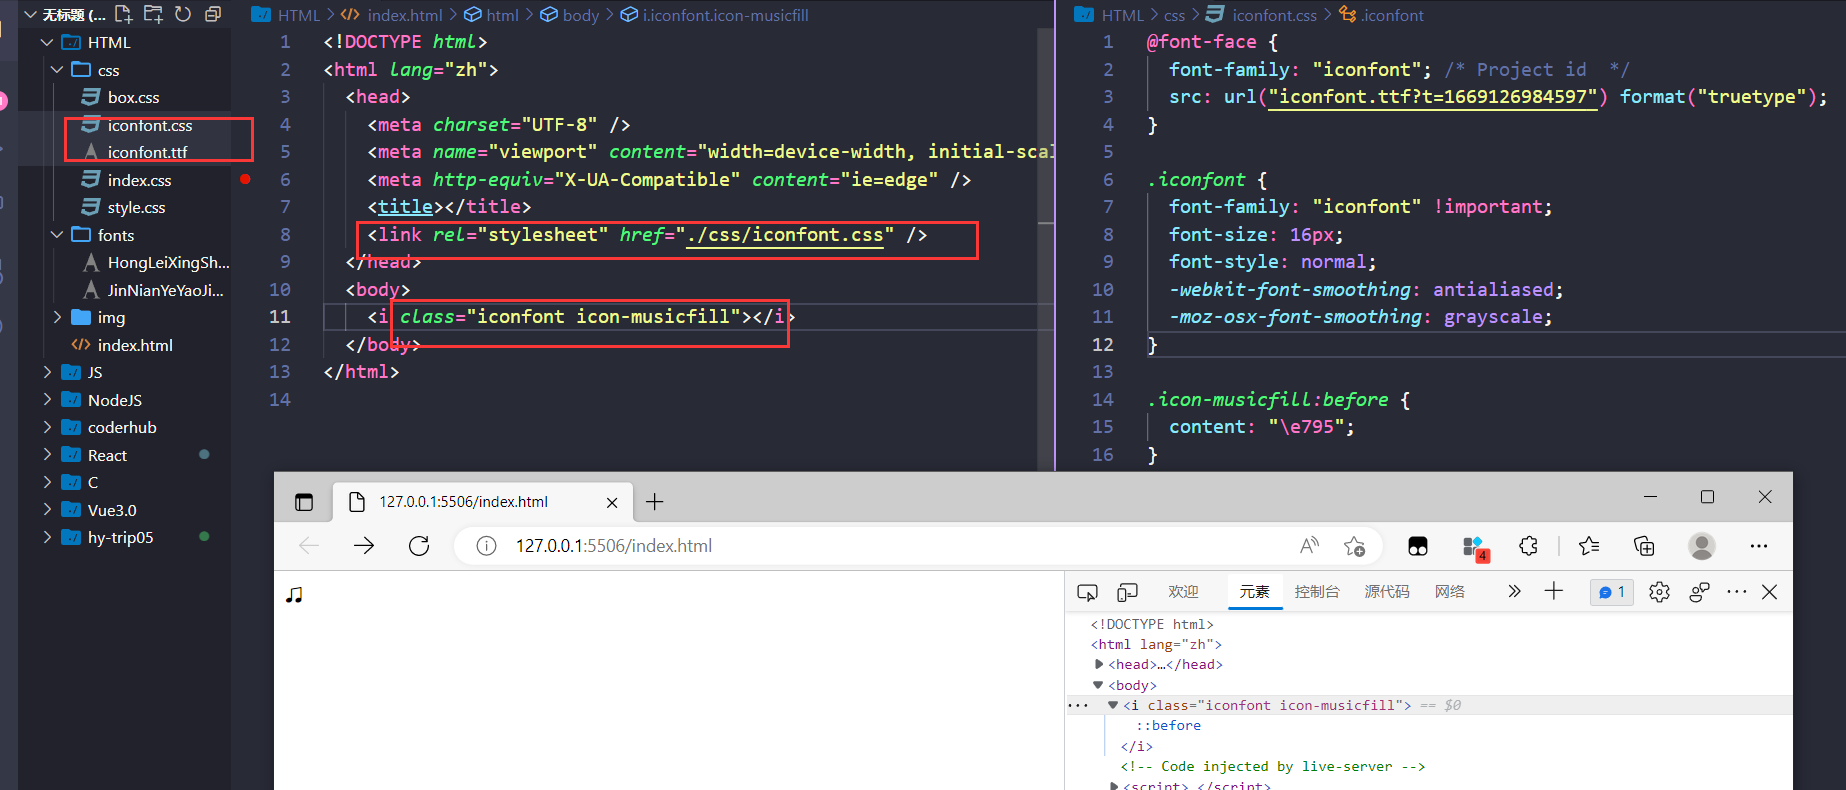 无标题 (...
HTML
css
box.css
iconfont.css
iconfont.ttf
index.css
style.css
fonts
HongLeiXingSh...
JinNianYeYaoJi...
img
index.html
JS
NodeJS
coderhub
React
C
Vue3.0
hy-trip05
HTML > index.html > html > body > i.iconfont.icon-musicfill
1 <!DOCTYPE html>
2 <html lang="zh">
3 <head>
4 <meta charset="UTF-8" />
5 <meta name="viewport" content="width=device-width, initial-scal
6 <meta http-equiv="X-UA-Compatible" content="ie=edge" />
7 <title></title>
8 <link rel="stylesheet" href="./css/iconfont.css" />
9 </head>
10 <body>
11 <i class="iconfont icon-musicfill"></i>
12 </body>
13 </html>
14
HTML > css > iconfont.css > .iconfont
1 @font-face {
2 font-family: "iconfont"; /* Project id  */
3 src: url("iconfont.ttf?t=1669126984597") format("truetype");
4 }
5
6 .iconfont {
7 font-family: "iconfont" !important;
8 font-size: 16px;
9 font-style: normal;
10 -webkit-font-smoothing: antialiased;
11 -moz-osx-font-smoothing: grayscale;
12 }
13
14 .icon-musicfill:before {
15 content: "\e795";
16 }
127.0.0.1:5506/index.html
127.0.0.1:5506/index.html
4
欢迎 元素 控制台 源代码 网络 1
<!DOCTYPE html>
<html lang="zh">
<head>…</head>
<body>
<i class="iconfont icon-musicfill"> == $0
::before
</i>
<!-- Code injected by live-server -->
<script> </script>